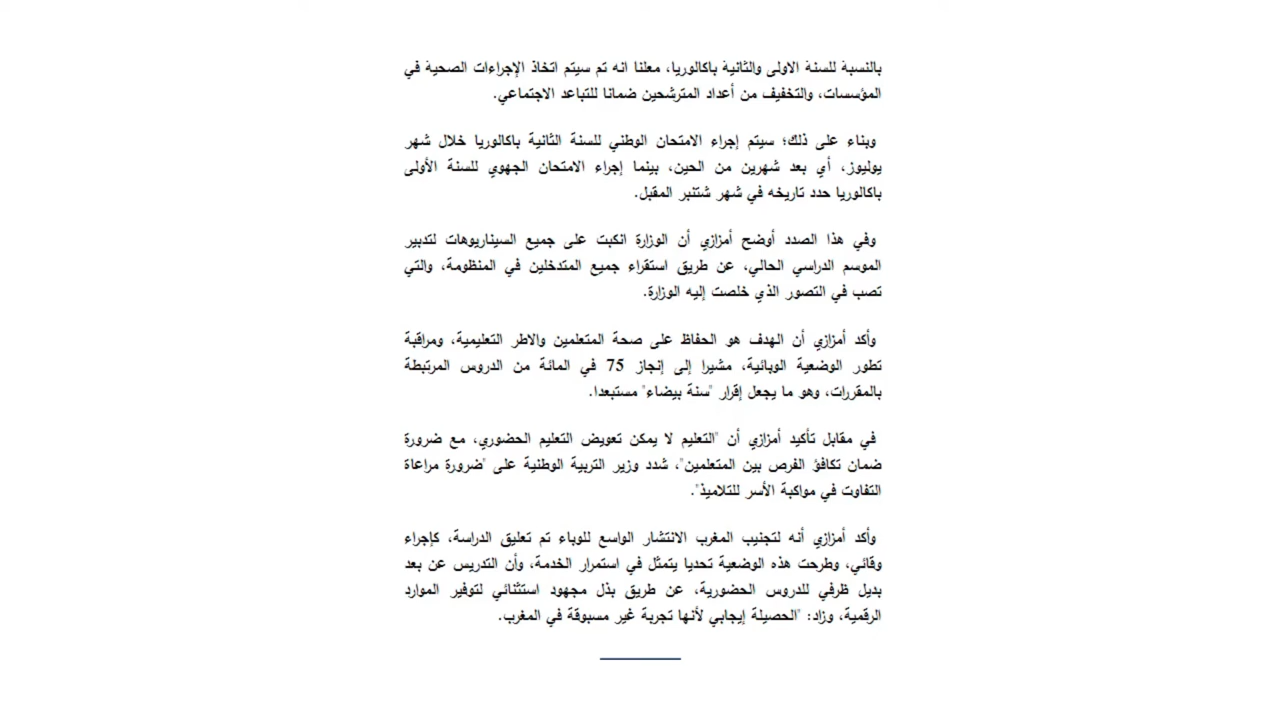 بالنسبة للسنة الاولى والثانية باكالوريا، معلنا انه تم سيتم اتخاذ الإجراءات الصحية في
المؤسسات، والتخفيف من أعداد المترشحين ضمانا للتباعد الاجتماعي.
وبناء على ذلك؛ سيتم إجراء الامتحان الوطني للسنة الثانية باكالوريا خلال شهر
يوليوز، أي بعد شهرين من الحين، بينما إجراء الامتحان الجهوي للسنة الأولى
باكالوريا حدد تاريخه في شهر شتنبر المقبل.
وفي هذا الصدد أوضح أمزازي أن الوزارة انكبت على جميع السيناريوهات لتدبير
الموسم الدراسي الحالي، عن طريق استقراء جميع المتدخلين في المنظومة، والتي
تصب في التصور الذي خلصت إليه الوزارة.
وأكد أمزازي أن الهدف هو الحفاظ على صحة المتعلمين والاطر التعليمية، ومراقبة
تطور الوضعية الوبائية، مشيرا إلى إنجاز 75 في المائة من الدروس المرتبطة
بالمقررات، وهو ما يجعل إقرار "سنة بيضاء" مستبعدا.
في مقابل تأكيد أمزازي أن "التعليم لا يمكن تعويض التعليم الحضوري، مع ضرورة
ضمان تكافؤ الفرص بين المتعلمين"، شدد وزير التربية الوطنية على "ضرورة مراعاة
التفاوت في مواكبة الأسر للتلاميذ".
وأكد أمزازي أنه لتجنيب المغرب الانتشار الواسع للوباء تم تعليق الدراسة، كإجراء
وقائي، وطرحت هذه الوضعية تحديا يتمثل في استمرار الخدمة، وأن التدريس عن بعد
بديل ظرفي للدروس الحضورية، عن طريق بذل مجهود استثنائي لتوفير الموارد
الرقمية، وزاد: "الحصيلة إيجابي لأنها تجربة غير مسبوقة في المغرب.